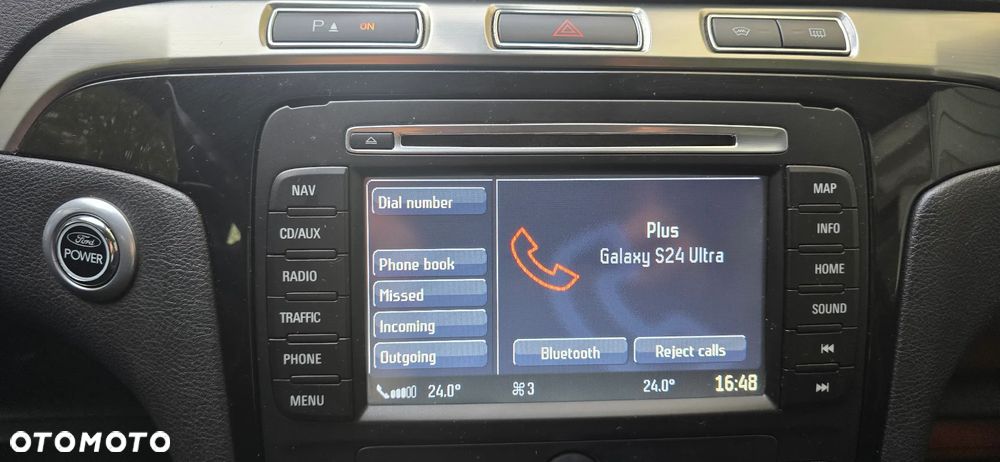 P ON
NAV
CD/AUX
RADIO
TRAFFIC
PHONE
MENU
Ford
POWER
Dial number
Phone book
Missed
Incoming
Outgoing
Plus
Galaxy S24 Ultra
Bluetooth
Reject calls
24.0°
3
24.0°
16:48
MAP
INFO
HOME
SOUND
OTOMOTO